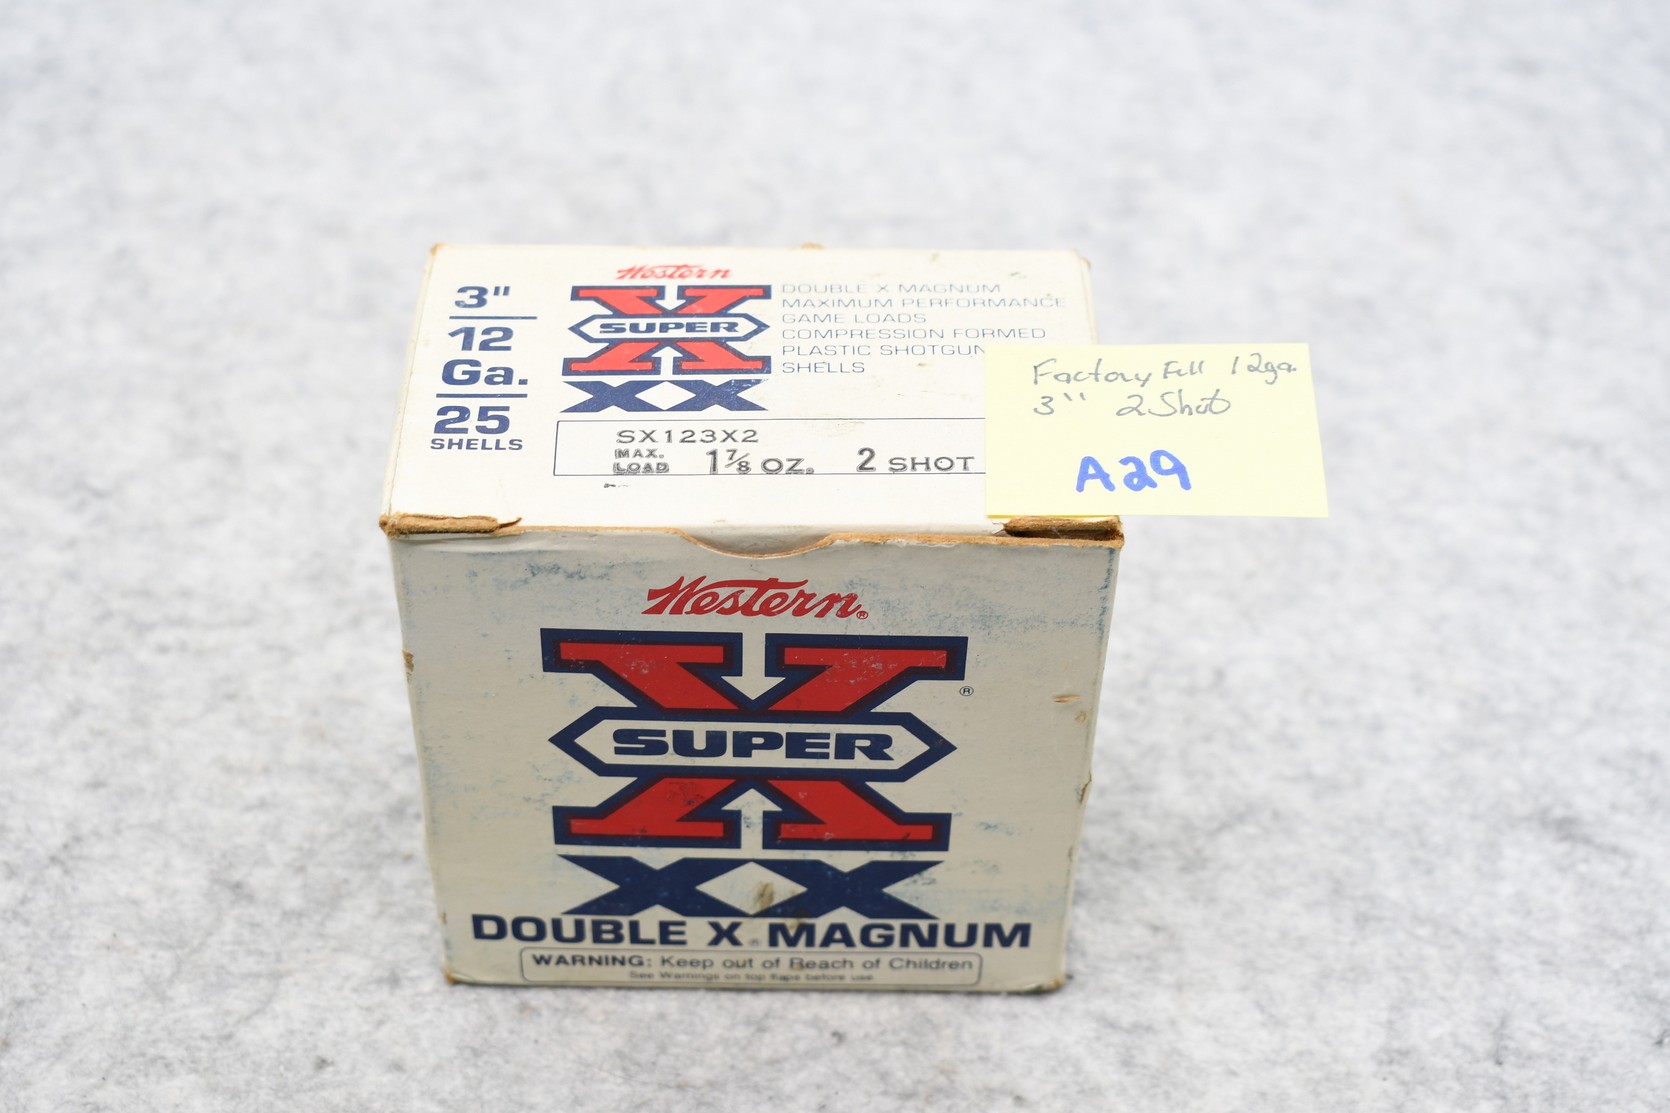 3"
12
Ga.
25
SHELLS
Western
SUPER
X
XX
DOUBLE X MAGNUM
MAXIMUM PERFORMANCE
GAME LOADS
COMPRESSION FORMED
PLASTIC SHOTGUN
SHELLS
SX123X2
MAX.
LOAD 1⅞ OZ. 2 SHOT
Factory Full 12ga.
3" 2 Shot
A29
Western®
X®
SUPER
XX
DOUBLE X® MAGNUM
WARNING: Keep out of Reach of Children
See Warnings on top flaps before use.